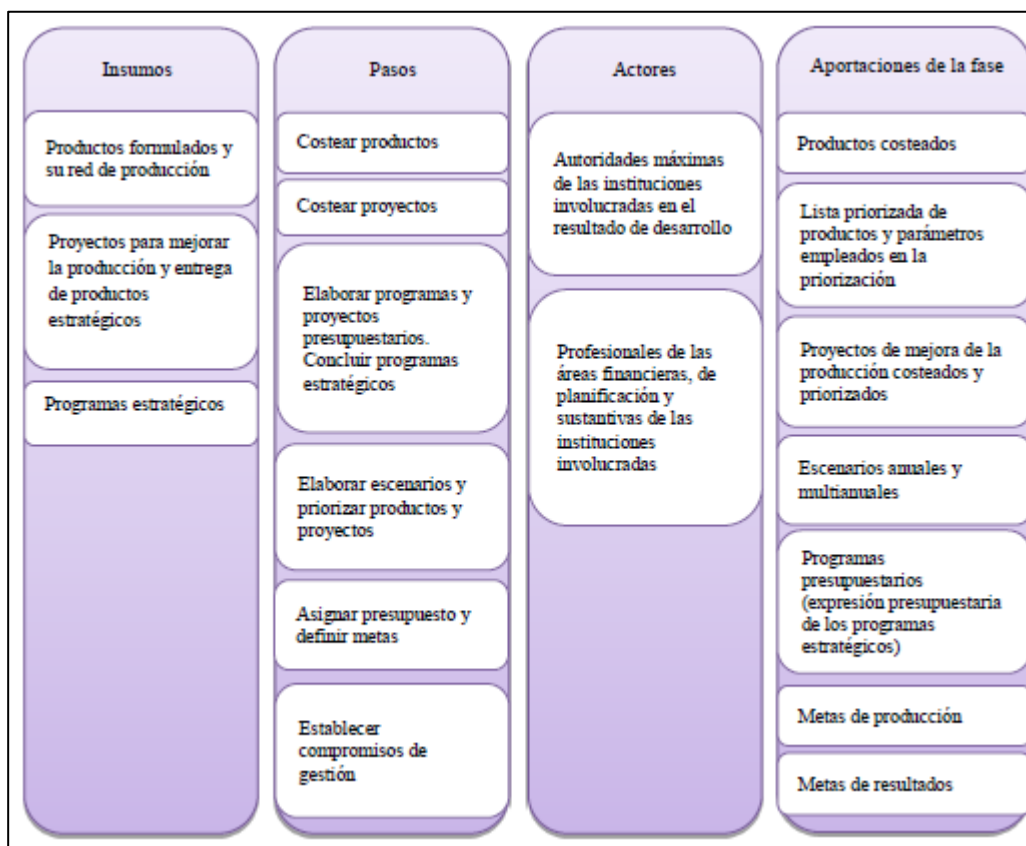 Insumos
Productos formulados y
su red de producción
Proyectos para mejorar
la producción y entrega
de productos
estratégicos
Programas estratégicos
Pasos
Costear productos
Costear proyectos
Elaborar programas y
proyectos
presupuestarios.
Concluir programas
estratégicos
Elaborar escenarios y
priorizar productos y
proyectos
Asignar presupuesto y
definir metas
Establecer
compromisos de
gestión
Actores
Autoridades máximas
de las instituciones
involucradas en el
resultado de desarrollo
Profesionales de las
áreas financieras, de
planificación y
sustantivas de las
instituciones
involucradas
Aportaciones de la fase
Productos costeados
Lista priorizada de
productos y parámetros
empleados en la
priorización
Proyectos de mejora de la
producción costeados y
priorizados
Escenarios anuales y
multianuales
Programas
presupuestarios
(expresión presupuestaria
de los programas
estratégicos)
Metas de producción
Metas de resultados